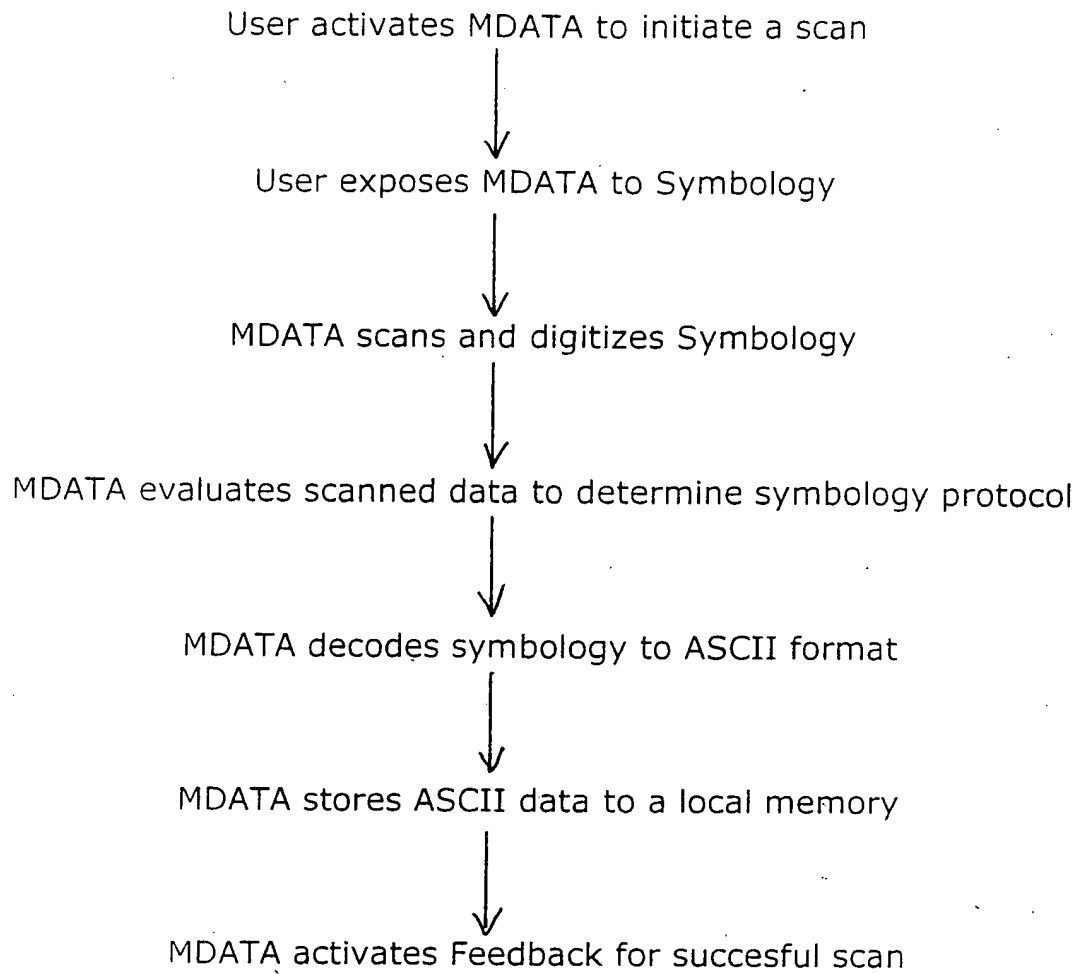 User activates MDATA to initiate a scan
User exposes MDATA to Symbology
MDATA scans and digitizes Symbology
MDATA evaluates scanned data to determine symbology protocol
MDATA decodes symbology to ASCII format
MDATA stores ASCII data to a local memory
MDATA activates Feedback for succesful scan